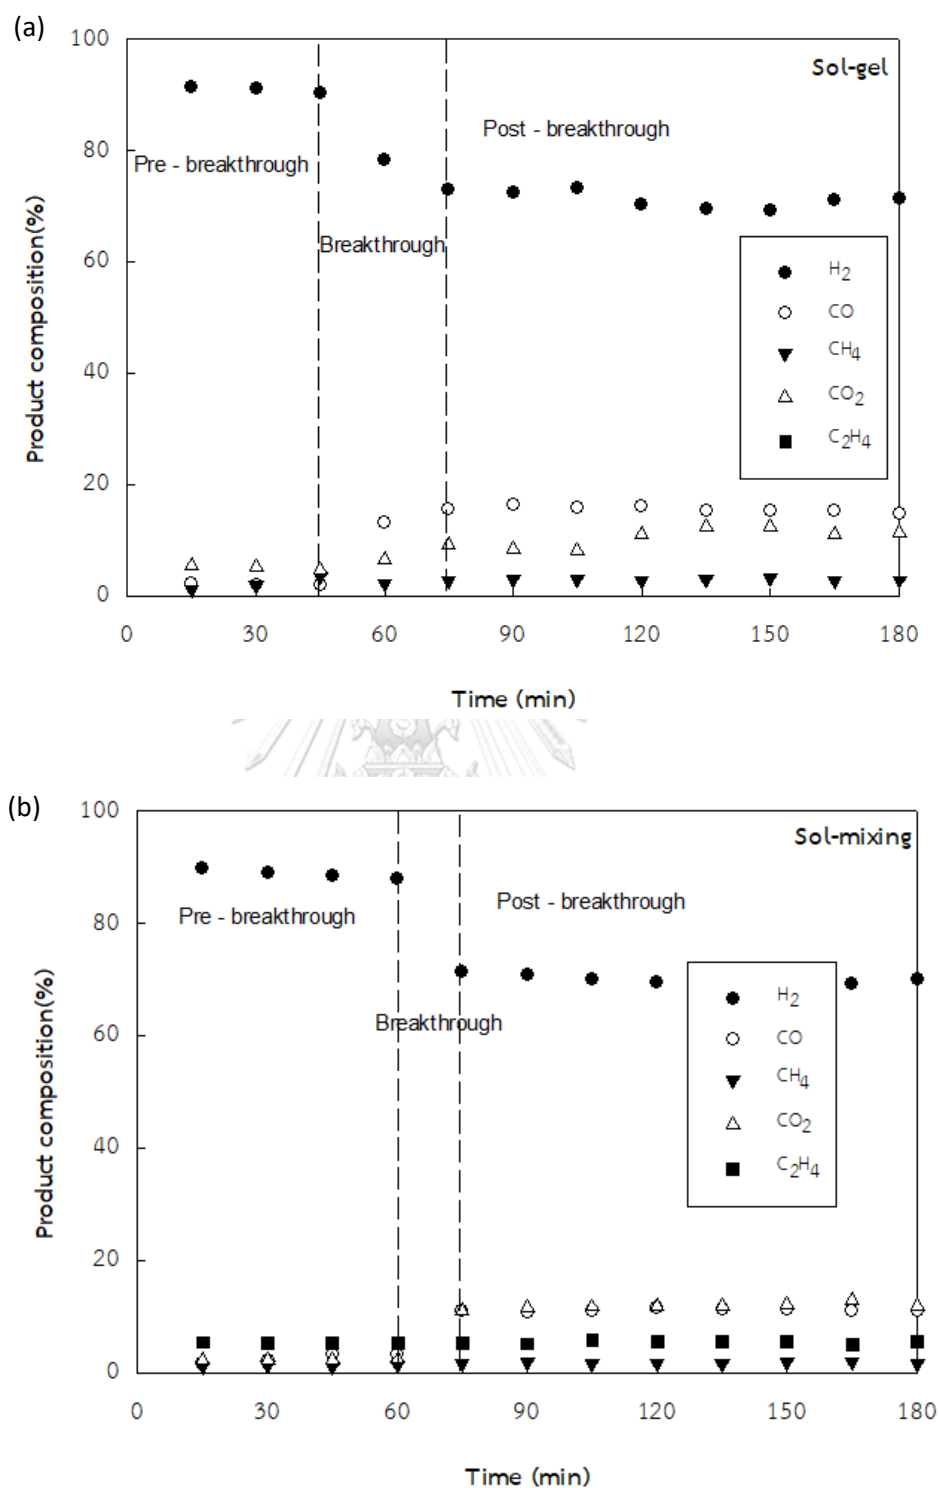 (a)
100
80
60
40
20
0
Product composition(%)
Sol-gel
Pre - breakthrough
Breakthrough
Post - breakthrough
H2
CO
CH4
CO2
C2H4
0 30 60 90 120 150 180
Time (min)
(b)
100
80
60
40
20
0
Product composition(%)
Sol-mixing
Pre - breakthrough
Breakthrough
Post - breakthrough
H2
CO
CH4
CO2
C2H4
0 30 60 90 120 150 180
Time (min)